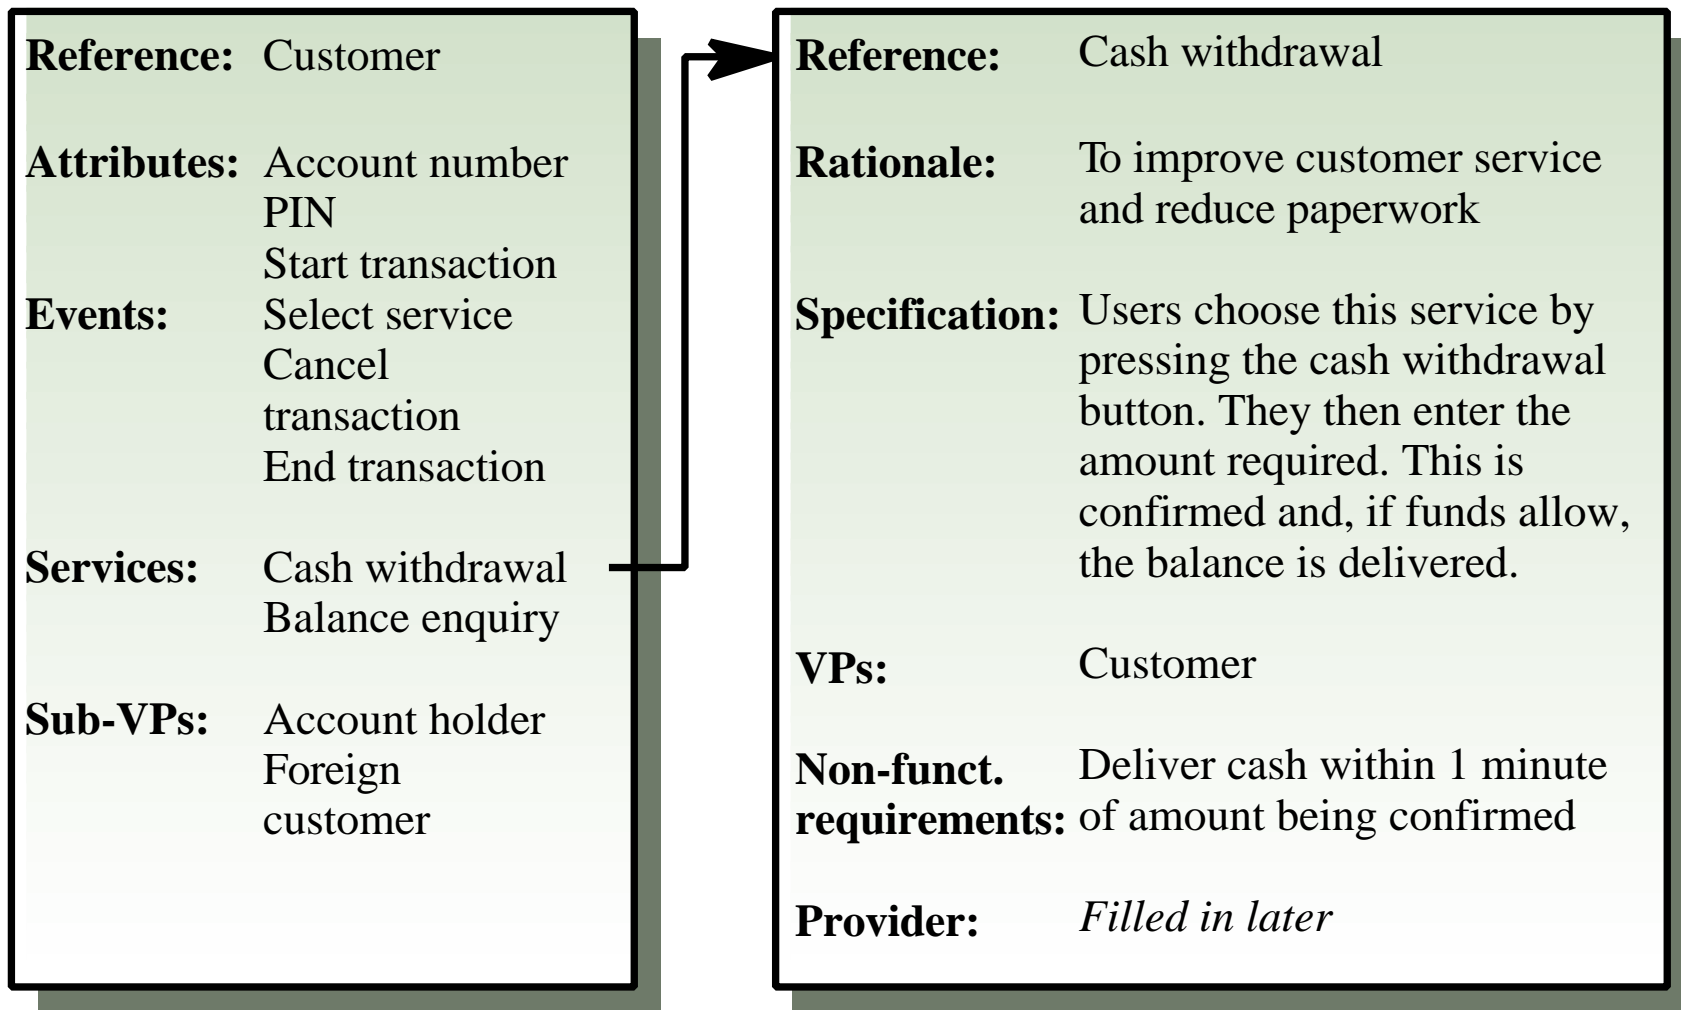 Reference: Customer
Attributes: Account number
PIN
Start transaction
Events: Select service
Cancel
transaction
End transaction
Services: Cash withdrawal
Balance enquiry
Sub-VPs: Account holder
Foreign
customer
Reference: Cash withdrawal
Rationale: To improve customer service
and reduce paperwork
Specification: Users choose this service by
pressing the cash withdrawal
button. They then enter the
amount required. This is
confirmed and, if funds allow,
the balance is delivered.
VPs: Customer
Non-funct. Deliver cash within 1 minute
requirements: of amount being confirmed
Provider: Filled in later